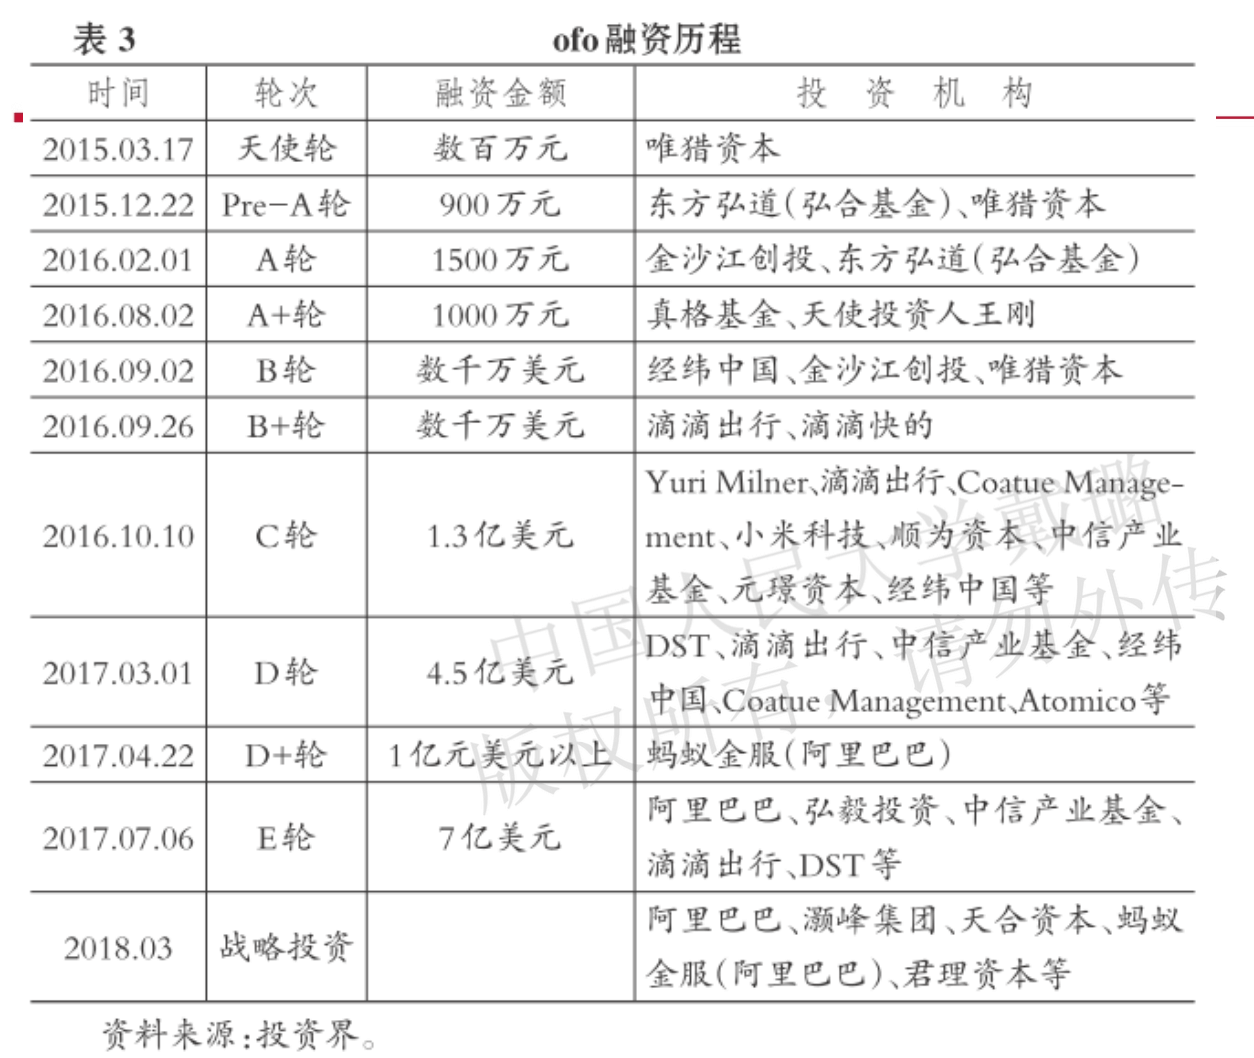 表 3 ofo融资历程
时间 轮次 融资金额 投 资 机 构
2015.03.17 天使轮 数百万元 唯猎资本
2015.12.22 Pre-A轮 900万元 东方弘道(弘合基金)、唯猎资本
2016.02.01 A轮 1500万元 金沙江创投、东方弘道(弘合基金)
2016.08.02 A+轮 1000万元 真格基金、天使投资人王刚
2016.09.02 B轮 数千万美元 经纬中国、金沙江创投、唯猎资本
2016.09.26 B+轮 数千万美元 滴滴出行、滴滴快的
2016.10.10 C轮 1.3亿美元 Yuri Milner、滴滴出行、Coatue Manage-
ment、小米科技、顺为资本、中信产业
基金、元璟资本、经纬中国等
2017.03.01 D轮 4.5亿美元 DST、滴滴出行、中信产业基金、经纬
中国、Coatue Management、Atomico等
2017.04.22 D+轮 1亿元美元以上 蚂蚁金服(阿里巴巴)
2017.07.06 E轮 7亿美元 阿里巴巴、弘毅投资、中信产业基金、
滴滴出行、DST等
2018.03 战略投资 阿里巴巴、灏峰集团、天合资本、蚂蚁
金服(阿里巴巴)、君理资本等
资料来源:投资界。
中国人民大学戴璐
版权所有，请勿外传